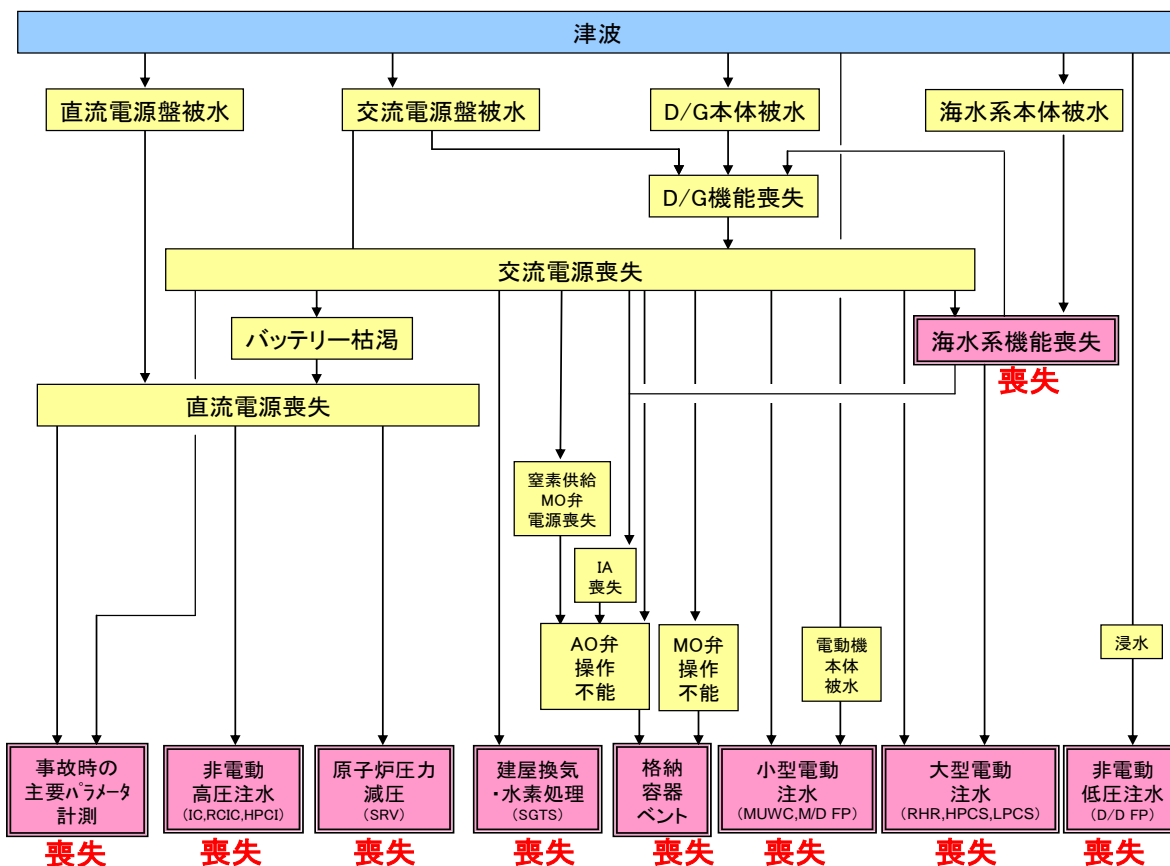 津波
直流電源盤被水
交流電源盤被水
D/G本体被水
海水系本体被水
D/G機能喪失
交流電源喪失
バッテリー枯渇
海水系機能喪失
喪失
直流電源喪失
窒素供給
MO弁
電源喪失
IA
喪失
AO弁
操作
不能
MO弁
操作
不能
電動機
本体
被水
浸水
事故時の
主要パラメータ
計測
喪失
非電動
高圧注水
(IC,RCIC,HPCI)
喪失
原子炉圧力
減圧
(SRV)
喪失
建屋換気
・水素処理
(SGTS)
喪失
格納
容器
ベント
喪失
小型電動
注水
(MUWC,M/D FP)
喪失
大型電動
注水
(RHR,HPCS,LPCS)
喪失
非電動
低圧注水
(D/D FP)
喪失